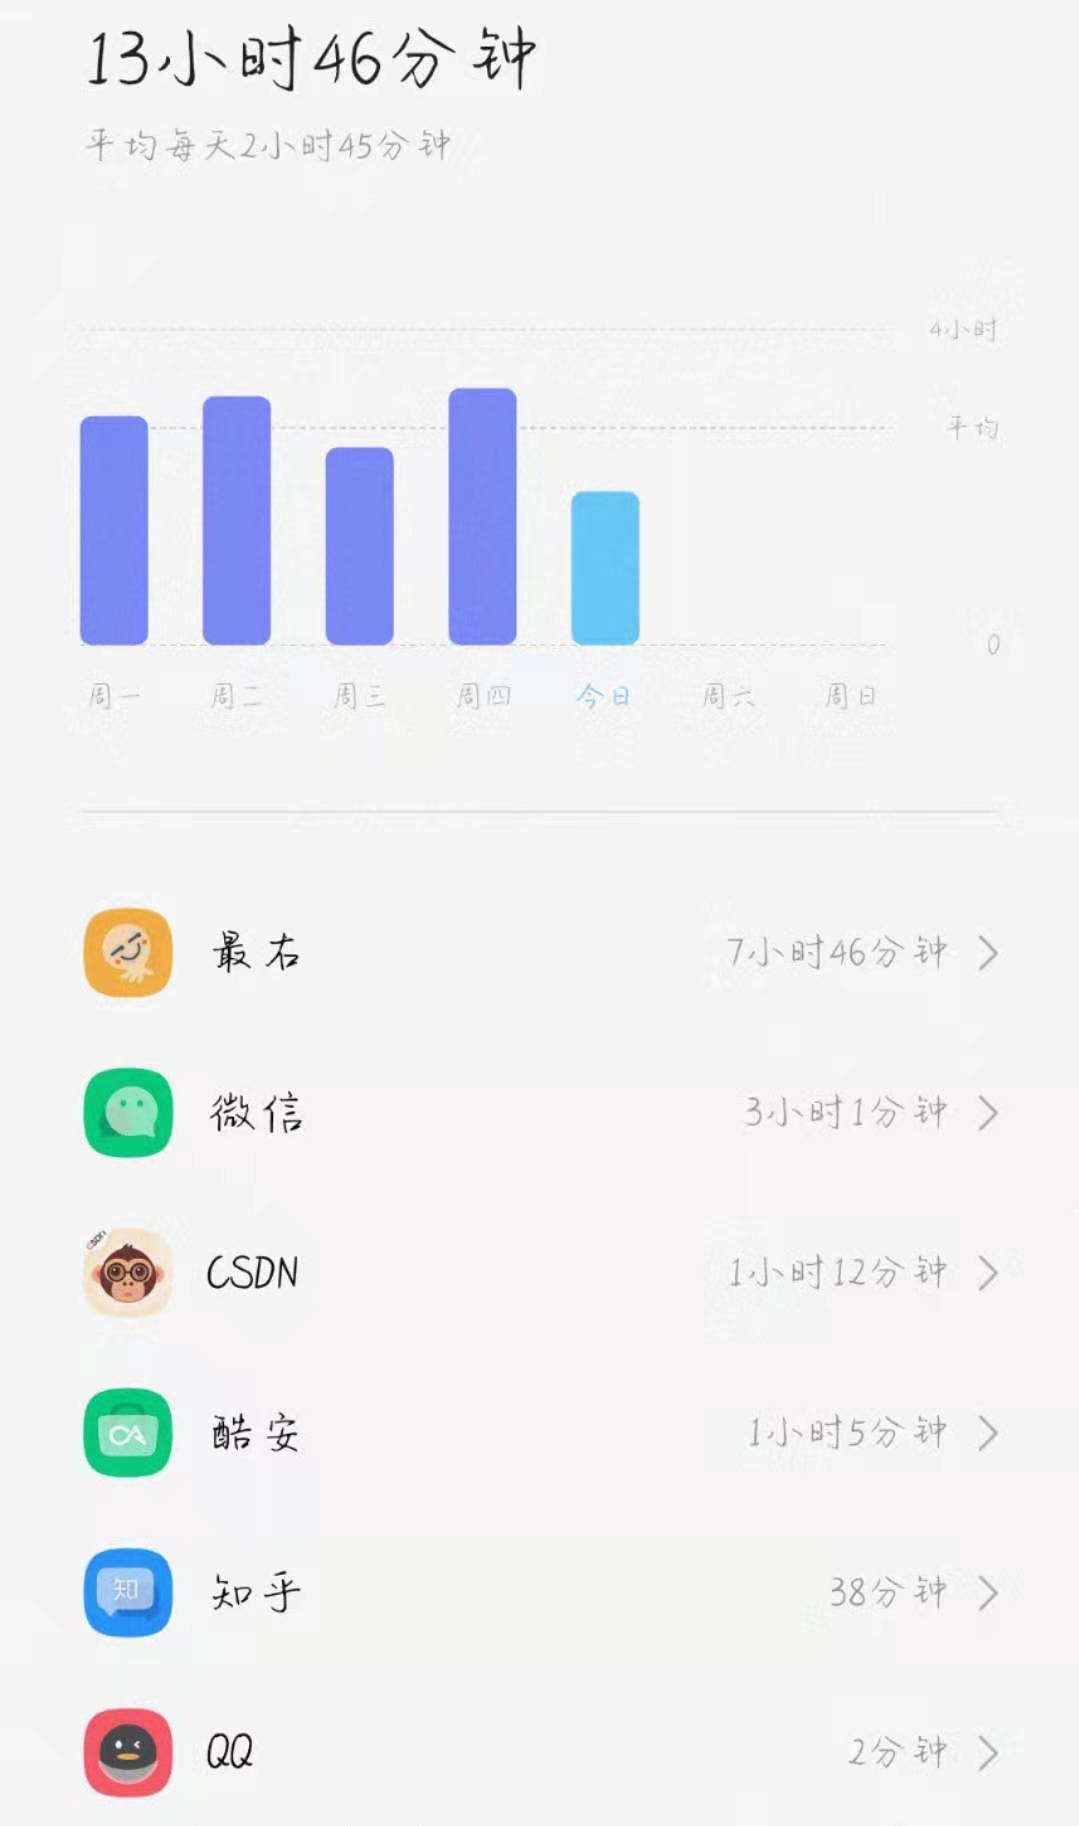 13小时46分钟
平均每天2小时45分钟
4小时
平均
0
周一 周二 周三 周四 今日 周六 周日
最右 7小时46分钟
微信 3小时1分钟
CSDN
CSDN 1小时12分钟
CA
酷安 1小时5分钟
知
知乎 38分钟
QQ 2分钟